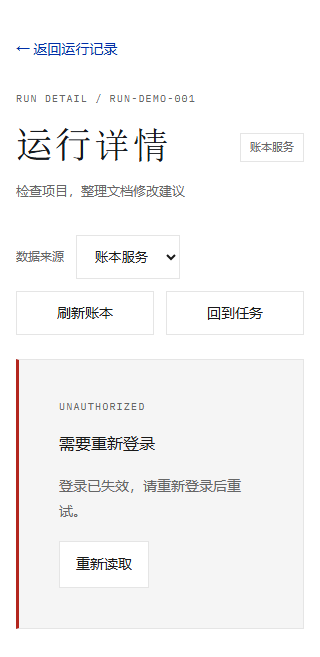 ← 返回运行记录
RUN DETAIL / RUN-DEMO-001
运行详情
账本服务
检查项目，整理文档修改建议
数据来源
账本服务
刷新账本
回到任务
UNAUTHORIZED
需要重新登录
登录已失效，请重新登录后重
试。
重新读取